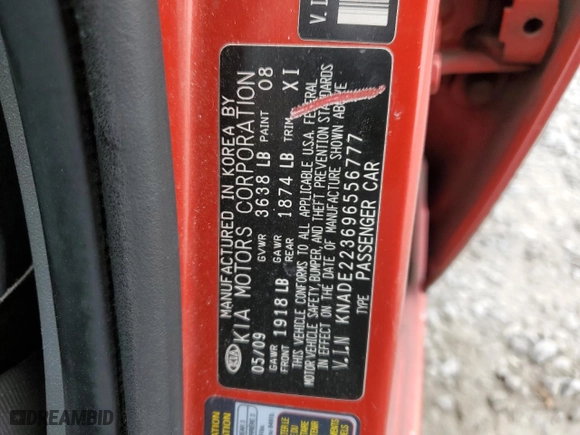 MANUFACTURED IN KOREA BY
KIA MOTORS CORPORATION
05/09 GVWR 3638 LB PAINT 08
GAWR FRONT 1918 LB GAWR REAR 1874 LB TRIM XI
THIS VEHICLE CONFORMS TO ALL APPLICABLE U.S.A. FEDERAL
MOTOR VEHICLE SAFETY, BUMPER, AND THEFT PREVENTION STANDARDS
IN EFFECT ON THE DATE OF MANUFACTURE SHOWN ABOVE
V.I.N KNADE223696556777
TYPE PASSENGER CAR
KIA
V.I
DREAMBID